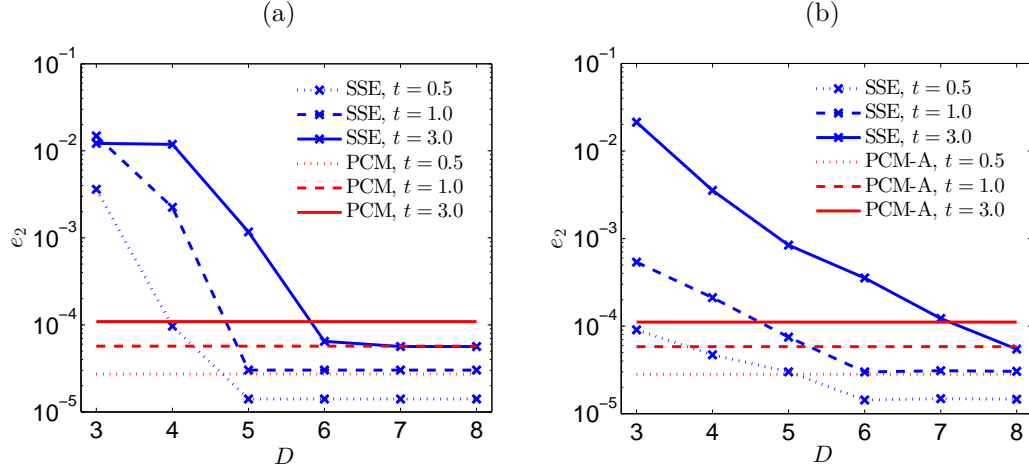 (a)
10⁻¹
10⁻²
10⁻³
10⁻⁴
10⁻⁵
e₂
SSE, t = 0.5
SSE, t = 1.0
SSE, t = 3.0
PCM, t = 0.5
PCM, t = 1.0
PCM, t = 3.0
3 4 5 6 7 8
D
(b)
10⁻¹
10⁻²
10⁻³
10⁻⁴
10⁻⁵
e₂
SSE, t = 0.5
SSE, t = 1.0
SSE, t = 3.0
PCM-A, t = 0.5
PCM-A, t = 1.0
PCM-A, t = 3.0
3 4 5 6 7 8
D